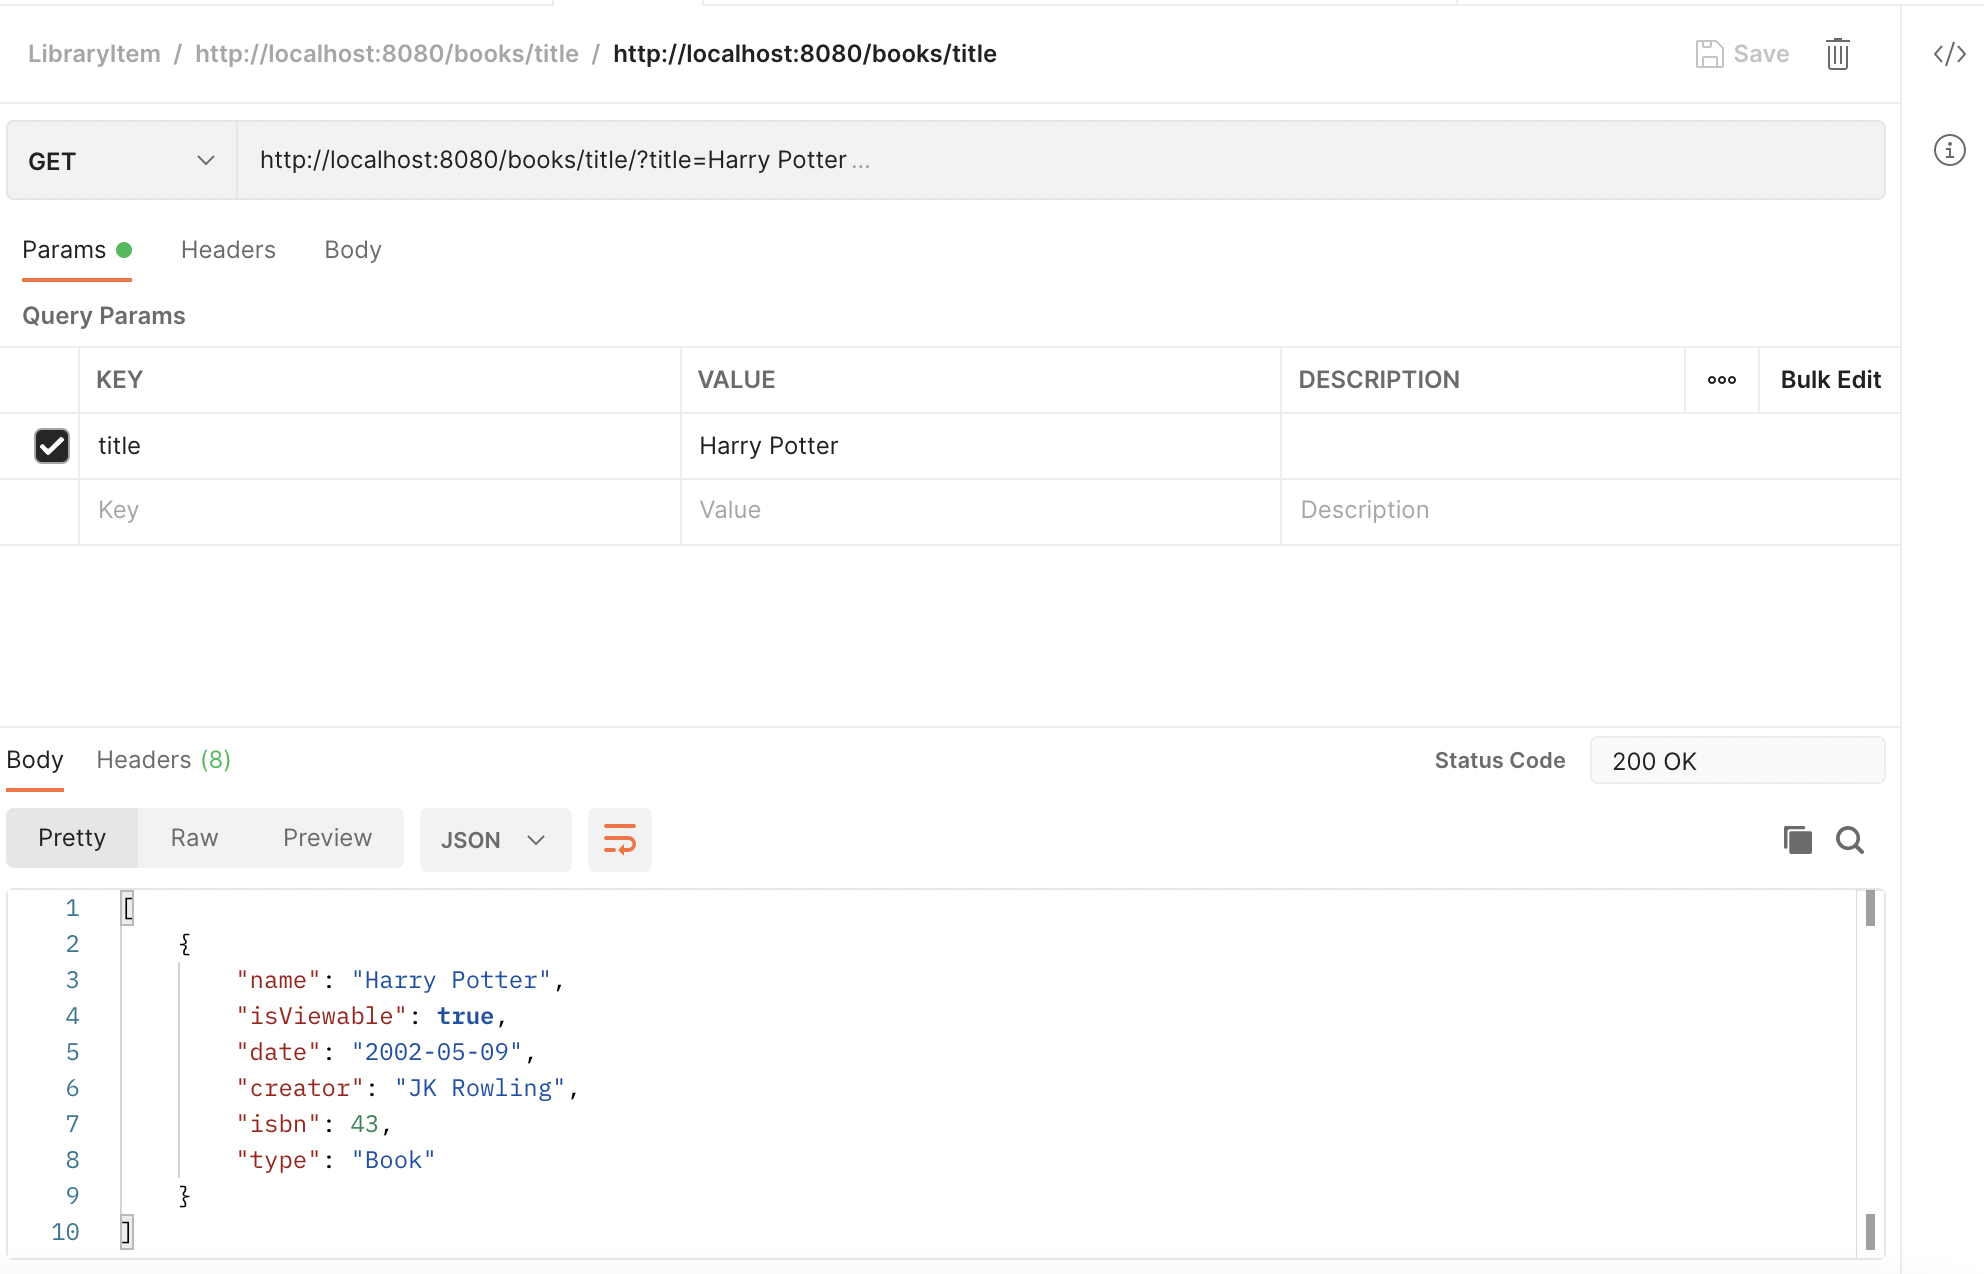 LibraryItem / http://localhost:8080/books/title / http://localhost:8080/books/title
Save
GET
http://localhost:8080/books/title/?title=Harry Potter ...
Params Headers Body
Query Params
KEY VALUE DESCRIPTION ooo Bulk Edit
title Harry Potter
Key Value Description
Body Headers (8) Status Code 200 OK
Pretty Raw Preview JSON
1 [
2 {
3 "name": "Harry Potter",
4 "isViewable": true,
5 "date": "2002-05-09",
6 "creator": "JK Rowling",
7 "isbn": 43,
8 "type": "Book"
9 }
10 ]